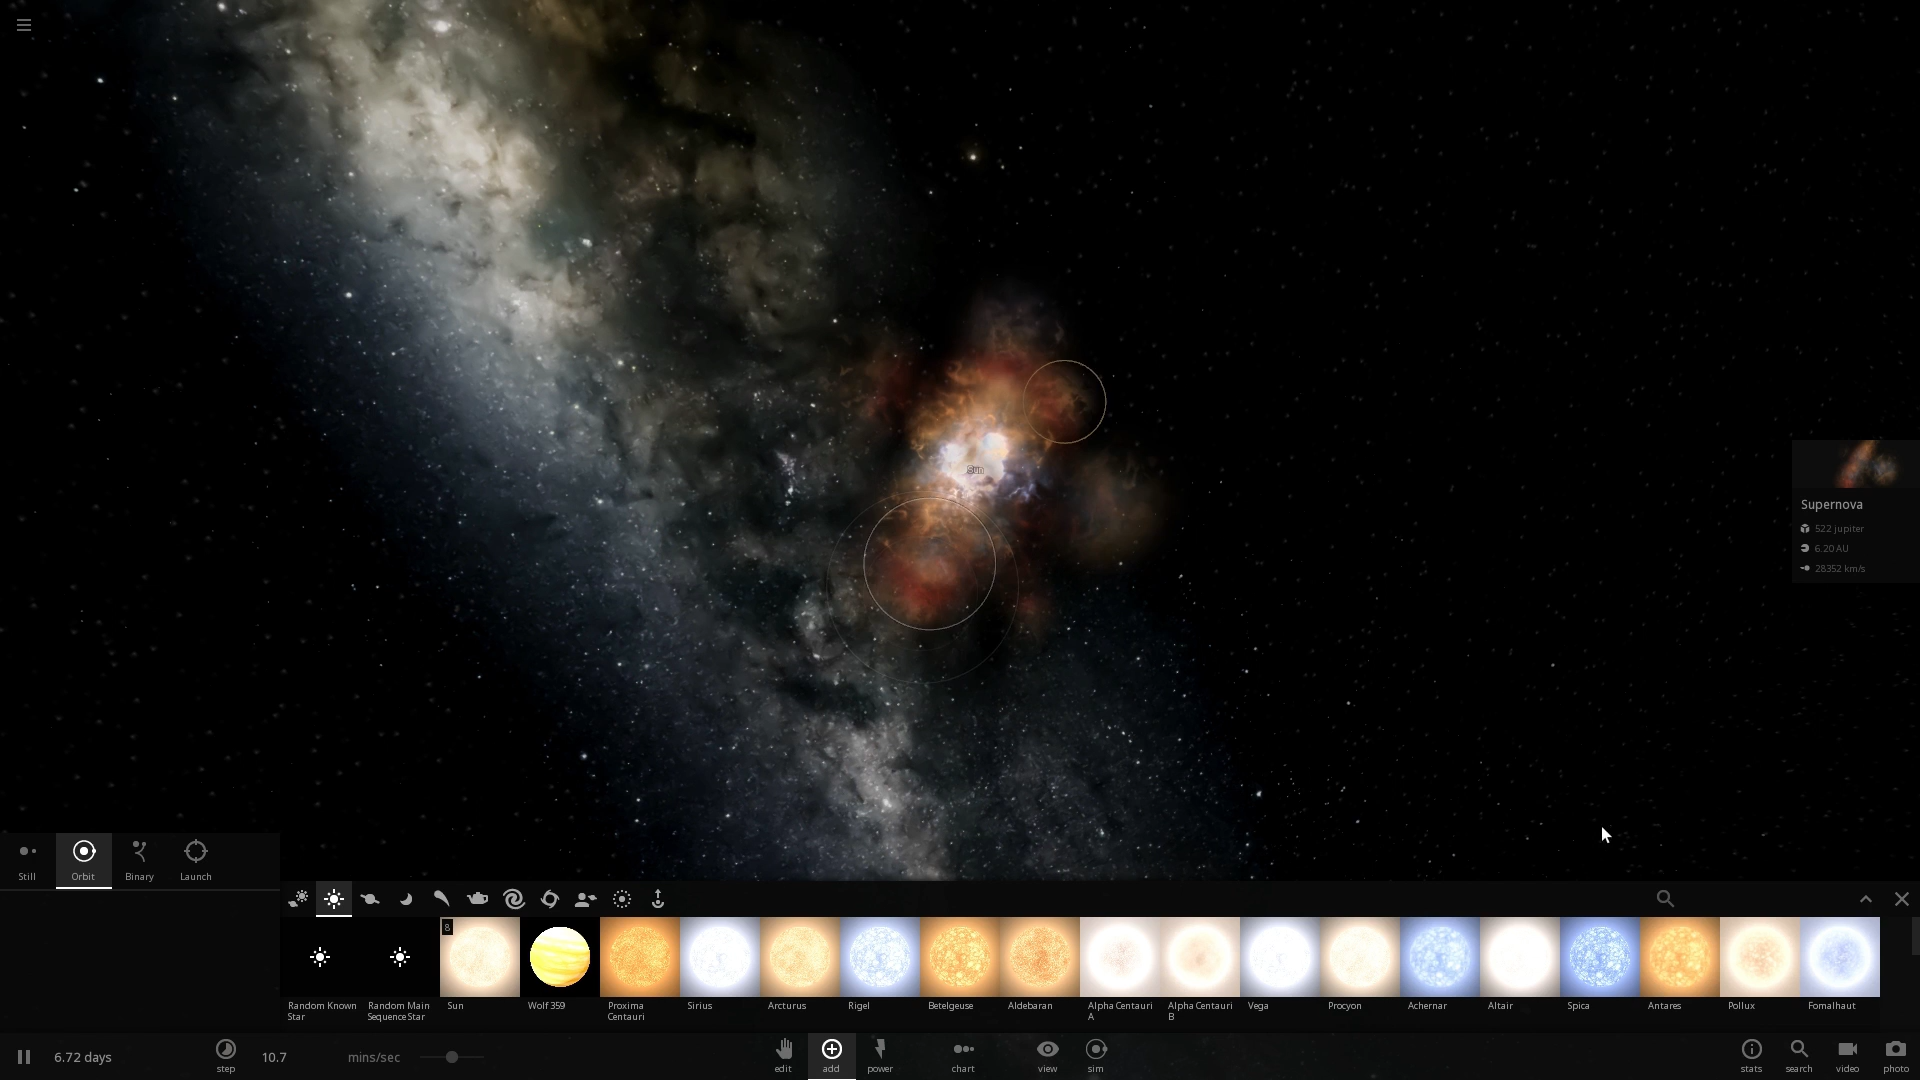 Sun
Supernova
522 jupiter
6.20 AU
28352 km/s
Still
Orbit
Binary
Launch
8
Random Known
Star
Random Main
Sequence Star
Sun
Wolf 359
Proxima
Centauri
Sirius
Arcturus
Rigel
Betelgeuse
Aldebaran
Alpha Centauri
A
Alpha Centauri
B
Vega
Procyon
Achernar
Altair
Spica
Antares
Pollux
Fomalhaut
6.72 days
step
10.7
mins/sec
edit
add
power
chart
view
sim
stats
search
video
photo